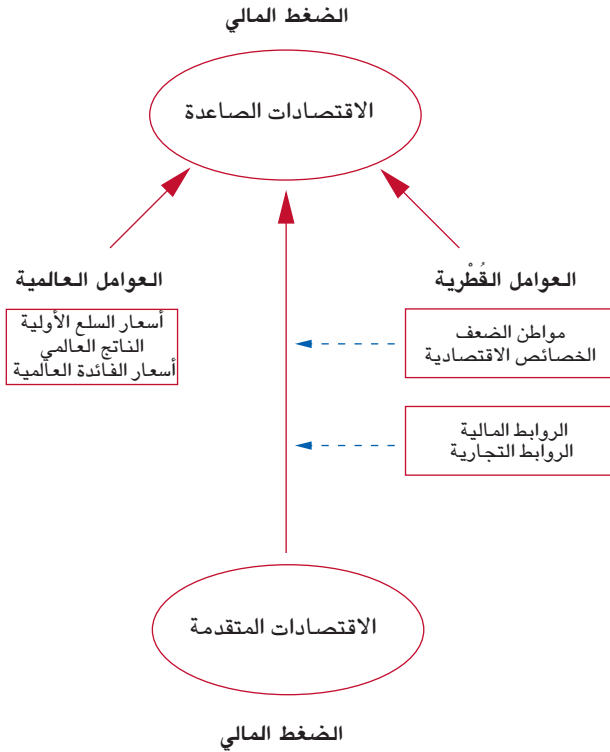 الضغط المالي
الاقتصادات الصاعدة
العوامل القُطْرية
العوامل العالمية
مواطن الضعف
الخصائص الاقتصادية
أسعار السلع الأولية
الناتج العالمي
أسعار الفائدة العالمية
الروابط المالية
الروابط التجارية
الاقتصادات المتقدمة
الضغط المالي